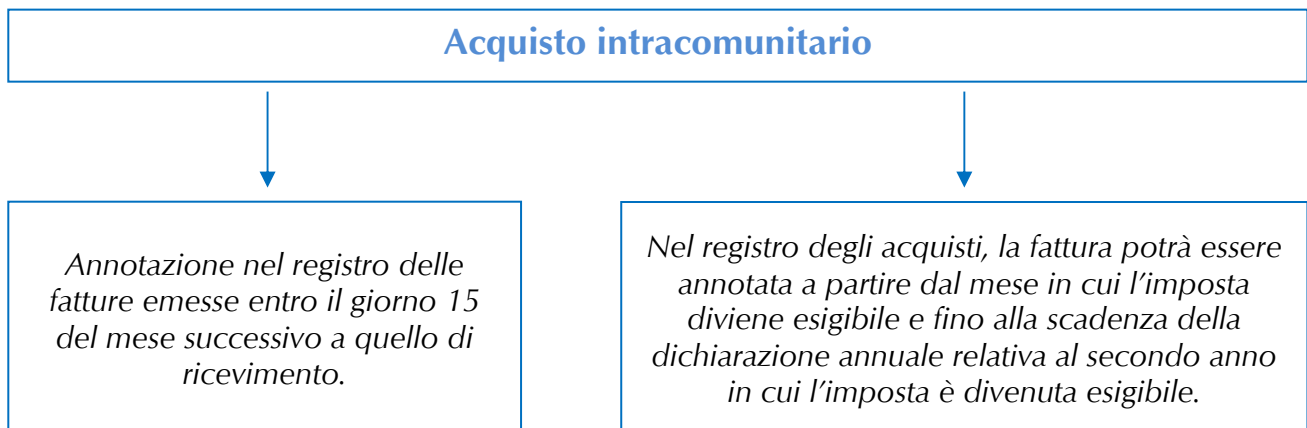 Acquisto intracomunitario
Annotazione nel registro delle
fatture emesse entro il giorno 15
del mese successivo a quello di
ricevimento.
Nel registro degli acquisti, la fattura potrà essere
annotata a partire dal mese in cui l’imposta
diviene esigibile e fino alla scadenza della
dichiarazione annuale relativa al secondo anno
in cui l’imposta è divenuta esigibile.